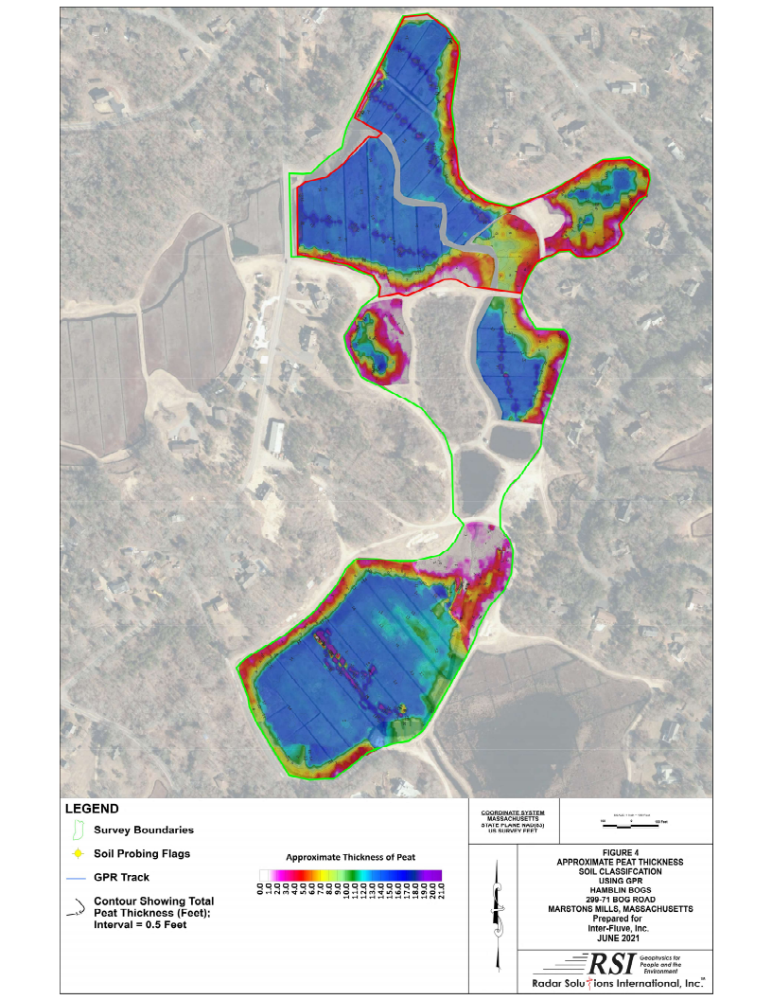 LEGEND
Survey Boundaries
Soil Probing Flags
GPR Track
Contour Showing Total
Peat Thickness (Feet);
Interval = 0.5 Feet
Approximate Thickness of Peat
0.0 1.0 2.0 3.0 4.0 5.0 6.0 7.0 8.0 9.0 10.0 11.0 12.0 13.0 14.0 15.0 16.0 17.0 18.0 19.0 20.0 21.0
COORDINATE SYSTEM
MASSACHUSETTS
STATE PLANE NAD(83)
US SURVEY FEET
0
FIGURE 4
APPROXIMATE PEAT THICKNESS
SOIL CLASSIFCATION
USING GPR
HAMBLIN BOGS
299-71 BOG ROAD
MARSTONS MILLS, MASSACHUSETTS
Prepared for
Inter-Fluve, Inc.
JUNE 2021
RSI
Geophysics for
People and the
Environment
Radar Solutions International, Inc.